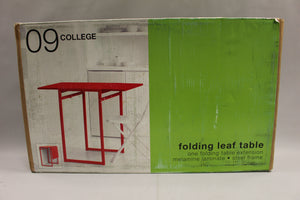 09 COLLEGE
folding leaf table
one folding table extension
melamine laminate • steel frame